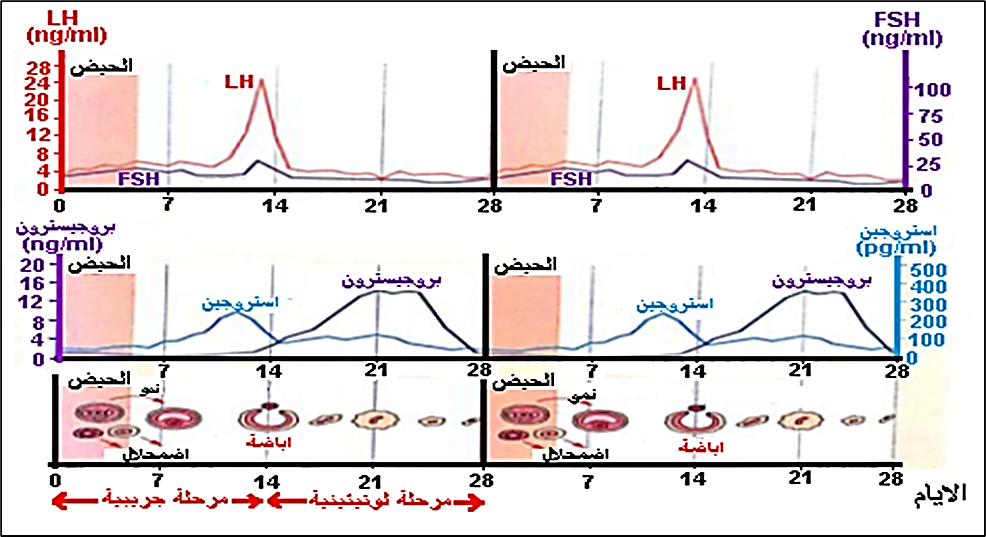 LH
(ng/ml)
FSH
(ng/ml)
الحيض
الحيض
28
24
20
16
12
8
4
0
100
75
50
25
0
LH
LH
FSH
FSH
0 7 14 21 28 7 14 21 28
بروجيسترون
(ng/ml)
استروجين
(pg/ml)
الحيض
الحيض
20
16
12
8
4
0
500
400
300
200
100
0
استروجين
بروجيسترون
استروجين
بروجيسترون
7 14 21 28 7 14 21 28
الحيض
الحيض
نمو
نمو
اباضة
اباضة
اضمحلال
اضمحلال
0 7 14 21 28 7 14 21 28
الايام
مرحلة جريبية
مرحلة لوتيئينية